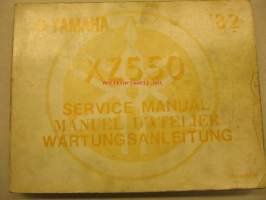 YAMAHA '82
XZ550
SERVICE MANUAL
MANUEL D'ATELIER
WARTUNGSANLEITUNG